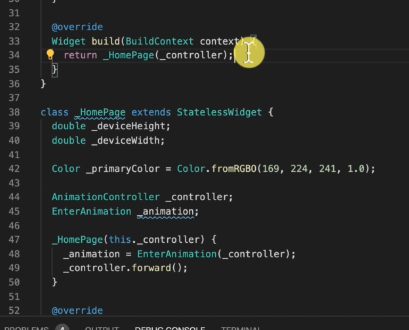 30 }
31
32 @override
33 Widget build(BuildContext context) {
34 return _HomePage(_controller);
35 }
36 }
37
38 class _HomePage extends StatelessWidget {
39 double _deviceHeight;
40 double _deviceWidth;
41
42 Color _primaryColor = Color.fromRGBO(169, 224, 241, 1.0);
43
44 AnimationController _controller;
45 EnterAnimation _animation;
46
47 _HomePage(this._controller) {
48 _animation = EnterAnimation(_controller);
49 _controller.forward();
50 }
51
52 @override
PROBLEMS 4 OUTPUT DEBUG CONSOLE TERMINAL